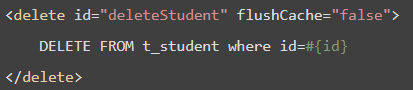 <delete id="deleteStudent" flushCache="false">
DELETE FROM t_student where id=#{id}
</delete>